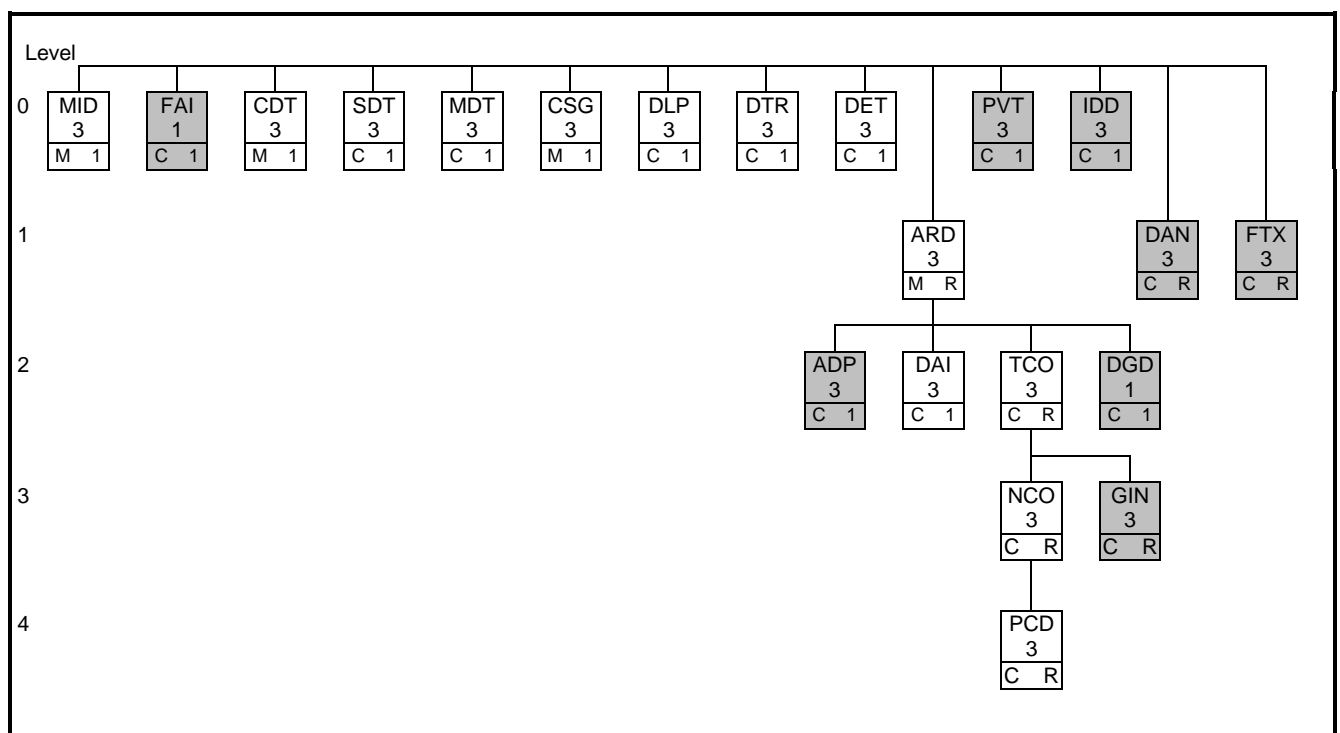 Level
0 MID FAI CDT SDT MDT CSG DLP DTR DET PVT IDD
3 1 3 3 3 3 3 3 3 3 3
M 1 C 1 M 1 C 1 C 1 M 1 C 1 C 1 C 1 C 1 C 1
1 ARD DAN FTX
3 3 3
M R C R C R
2 ADP DAI TCO DGD
3 3 3 1
C 1 C 1 C R C 1
3 NCO GIN
3 3
C R C R
4 PCD
3
C R